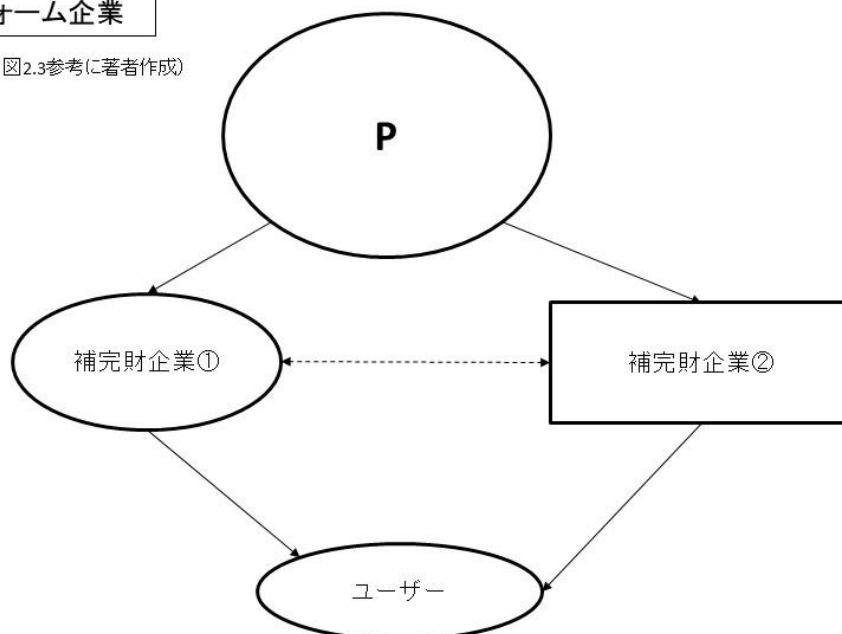 ォーム企業
図2.3参考に著者作成)
P
補完財企業①
補完財企業②
ユーザー